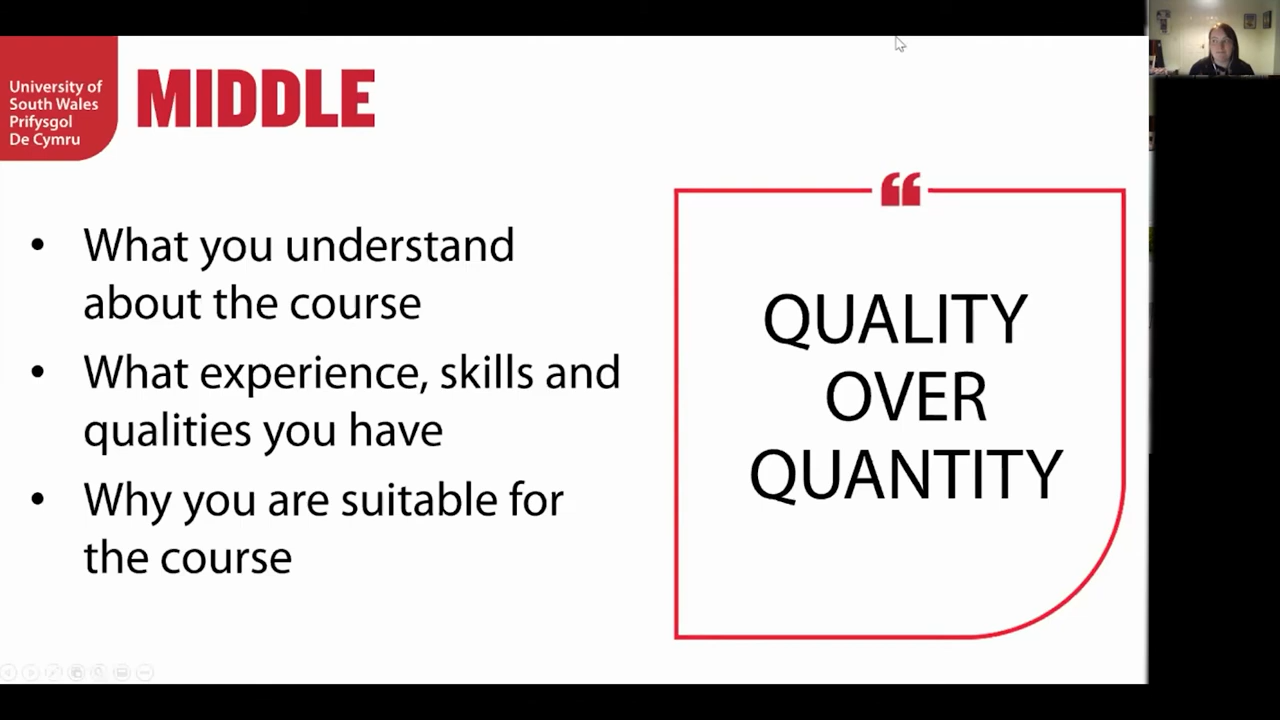 University of
South Wales
Prifysgol
De Cymru
MIDDLE
• What you understand
about the course
• What experience, skills and
qualities you have
• Why you are suitable for
the course
“
QUALITY
OVER
QUANTITY